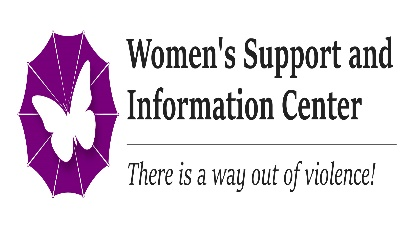 Women's Support and
Information Center
There is a way out of violence!